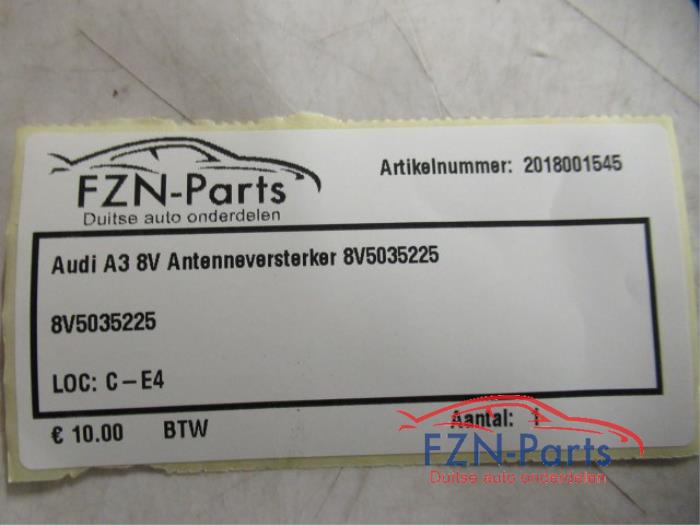 FZN-Parts
Duitse auto onderdelen
Artikelnummer: 2018001545
Audi A3 8V Antenneversterker 8V5035225
8V5035225
LOC: C-E4
€ 10.00 BTW Aantal: 1
FZN-Parts
Duitse auto onderdelen